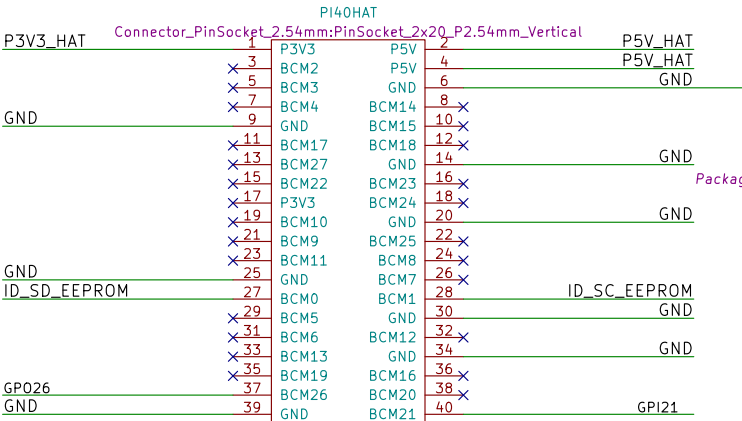 PI40HAT
Connector_PinSocket_2.54mm:PinSocket_2x20_P2.54mm_Vertical
P3V3_HAT 1 P3V3 P5V 2 P5V_HAT
3 BCM2 P5V 4 P5V_HAT
5 BCM3 GND 6 GND
7 BCM4 BCM14 8
GND 9 GND BCM15 10
11 BCM17 BCM18 12
13 BCM27 GND 14 GND
15 BCM22 BCM23 16
Packag
17 P3V3 BCM24 18
19 BCM10 GND 20 GND
21 BCM9 BCM25 22
23 BCM11 BCM8 24
GND 25 GND BCM7 26
ID_SD_EEPROM 27 BCM0 BCM1 28 ID_SC_EEPROM
29 BCM5 GND 30 GND
31 BCM6 BCM12 32
33 BCM13 GND 34 GND
35 BCM19 BCM16 36
GPO26 37 BCM26 BCM20 38
GND 39 GND BCM21 40 GPI21